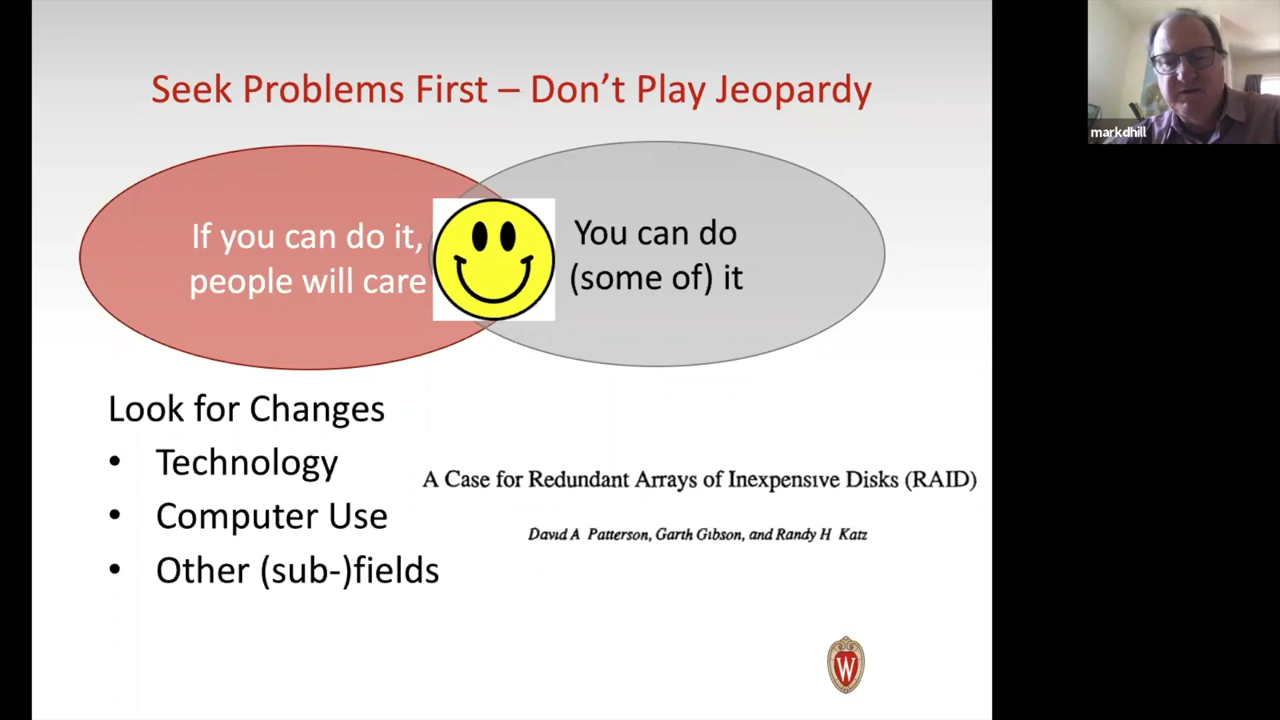 Seek Problems First – Don't Play Jeopardy
If you can do it,
people will care
You can do
(some of) it
Look for Changes
• Technology
• Computer Use
• Other (sub-)fields
A Case for Redundant Arrays of Inexpensive Disks (RAID)
David A Patterson, Garth Gibson, and Randy H Katz
W
markdhill